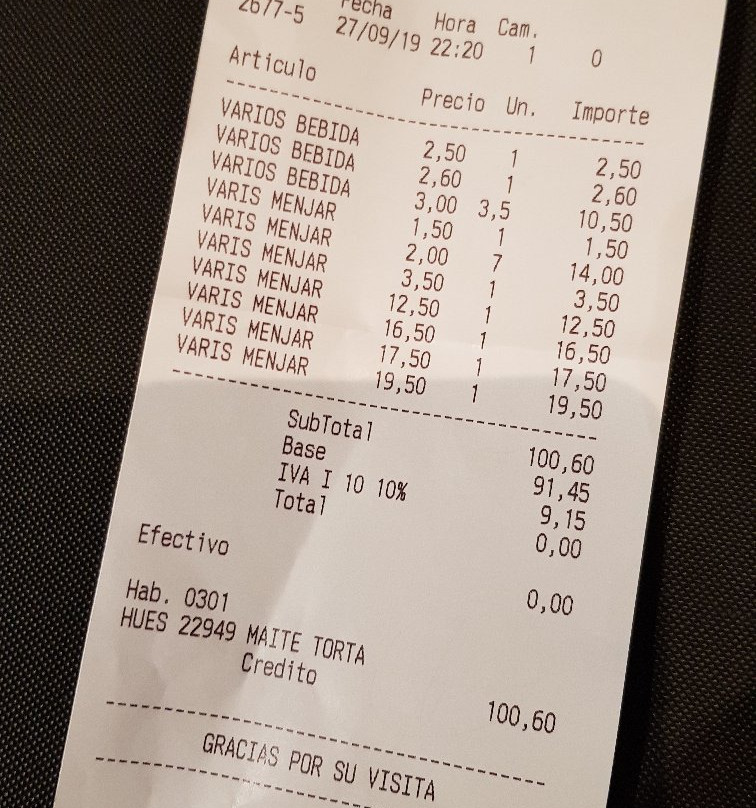 2677-5 Fecha 27/09/19 Hora 22:20 Cam. 1 0
Articulo Precio Un. Importe
VARIOS BEBIDA 2,50 1 2,50
VARIOS BEBIDA 2,60 1 2,60
VARIOS BEBIDA 3,00 3,5 10,50
VARIS MENJAR 1,50 1 1,50
VARIS MENJAR 2,00 7 14,00
VARIS MENJAR 3,50 1 3,50
VARIS MENJAR 12,50 1 12,50
VARIS MENJAR 16,50 1 16,50
VARIS MENJAR 17,50 1 17,50
VARIS MENJAR 19,50 1 19,50
SubTotal 100,60
Base 91,45
IVA I 10 10% 9,15
Total 0,00
Efectivo 0,00
Hab. 0301
HUES 22949 MAITE TORTA
Credito 100,60
GRACIAS POR SU VISITA